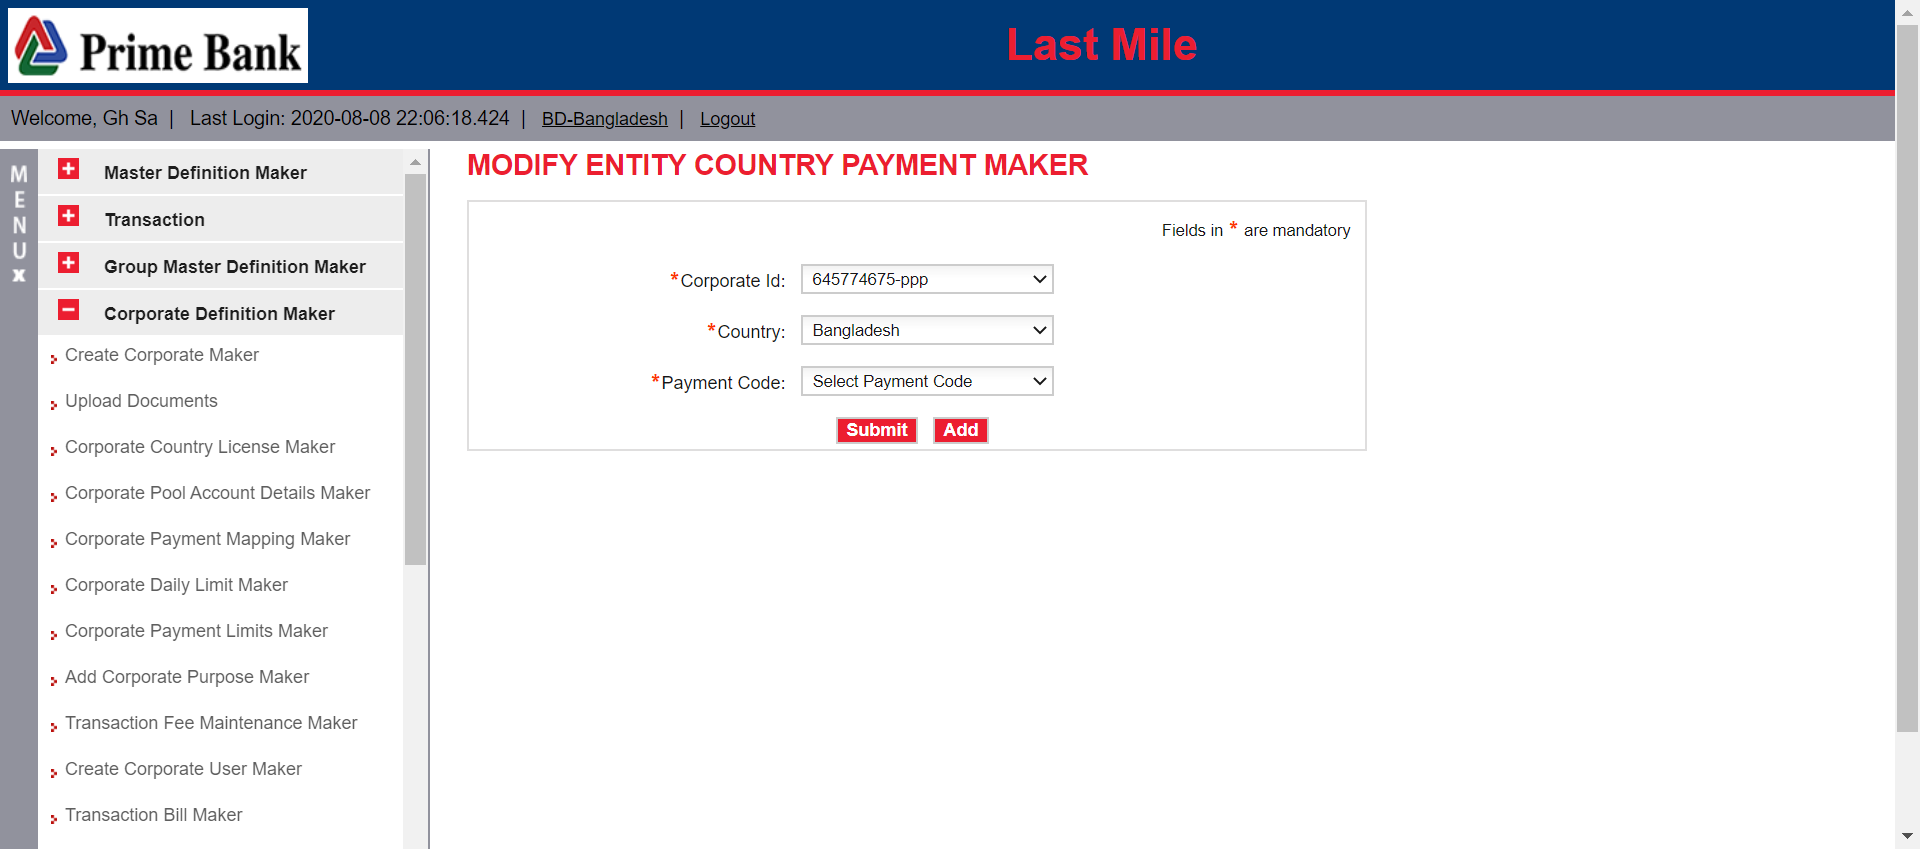 Prime Bank
Last Mile
Welcome, Gh Sa | Last Login: 2020-08-08 22:06:18.424 | BD-Bangladesh | Logout
MENU
x
Master Definition Maker
Transaction
Group Master Definition Maker
Corporate Definition Maker
Create Corporate Maker
Upload Documents
Corporate Country License Maker
Corporate Pool Account Details Maker
Corporate Payment Mapping Maker
Corporate Daily Limit Maker
Corporate Payment Limits Maker
Add Corporate Purpose Maker
Transaction Fee Maintenance Maker
Create Corporate User Maker
Transaction Bill Maker
MODIFY ENTITY COUNTRY PAYMENT MAKER
Fields in * are mandatory
*Corporate Id: 645774675-ppp
*Country: Bangladesh
*Payment Code: Select Payment Code
Submit Add